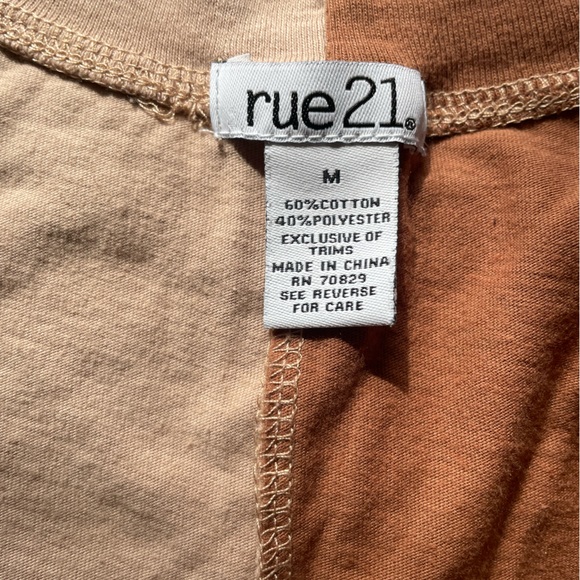 rue21®
M
60%COTTON
40%POLYESTER
EXCLUSIVE OF
TRIMS
MADE IN CHINA
RN 70829
SEE REVERSE
FOR CARE